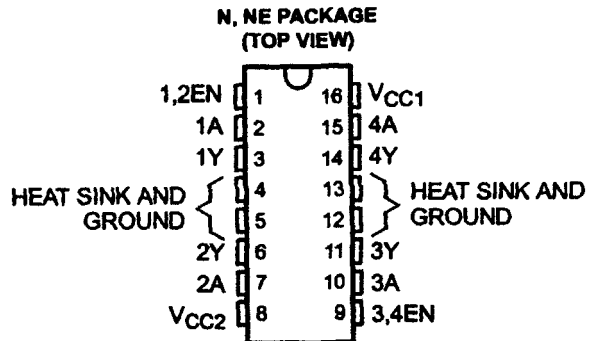 N, NE PACKAGE
(TOP VIEW)
1,2EN 1 16 VCC1
1A 2 15 4A
1Y 3 14 4Y
HEAT SINK AND GROUND 4 13 HEAT SINK AND GROUND
5 12
2Y 6 11 3Y
2A 7 10 3A
VCC2 8 9 3,4EN